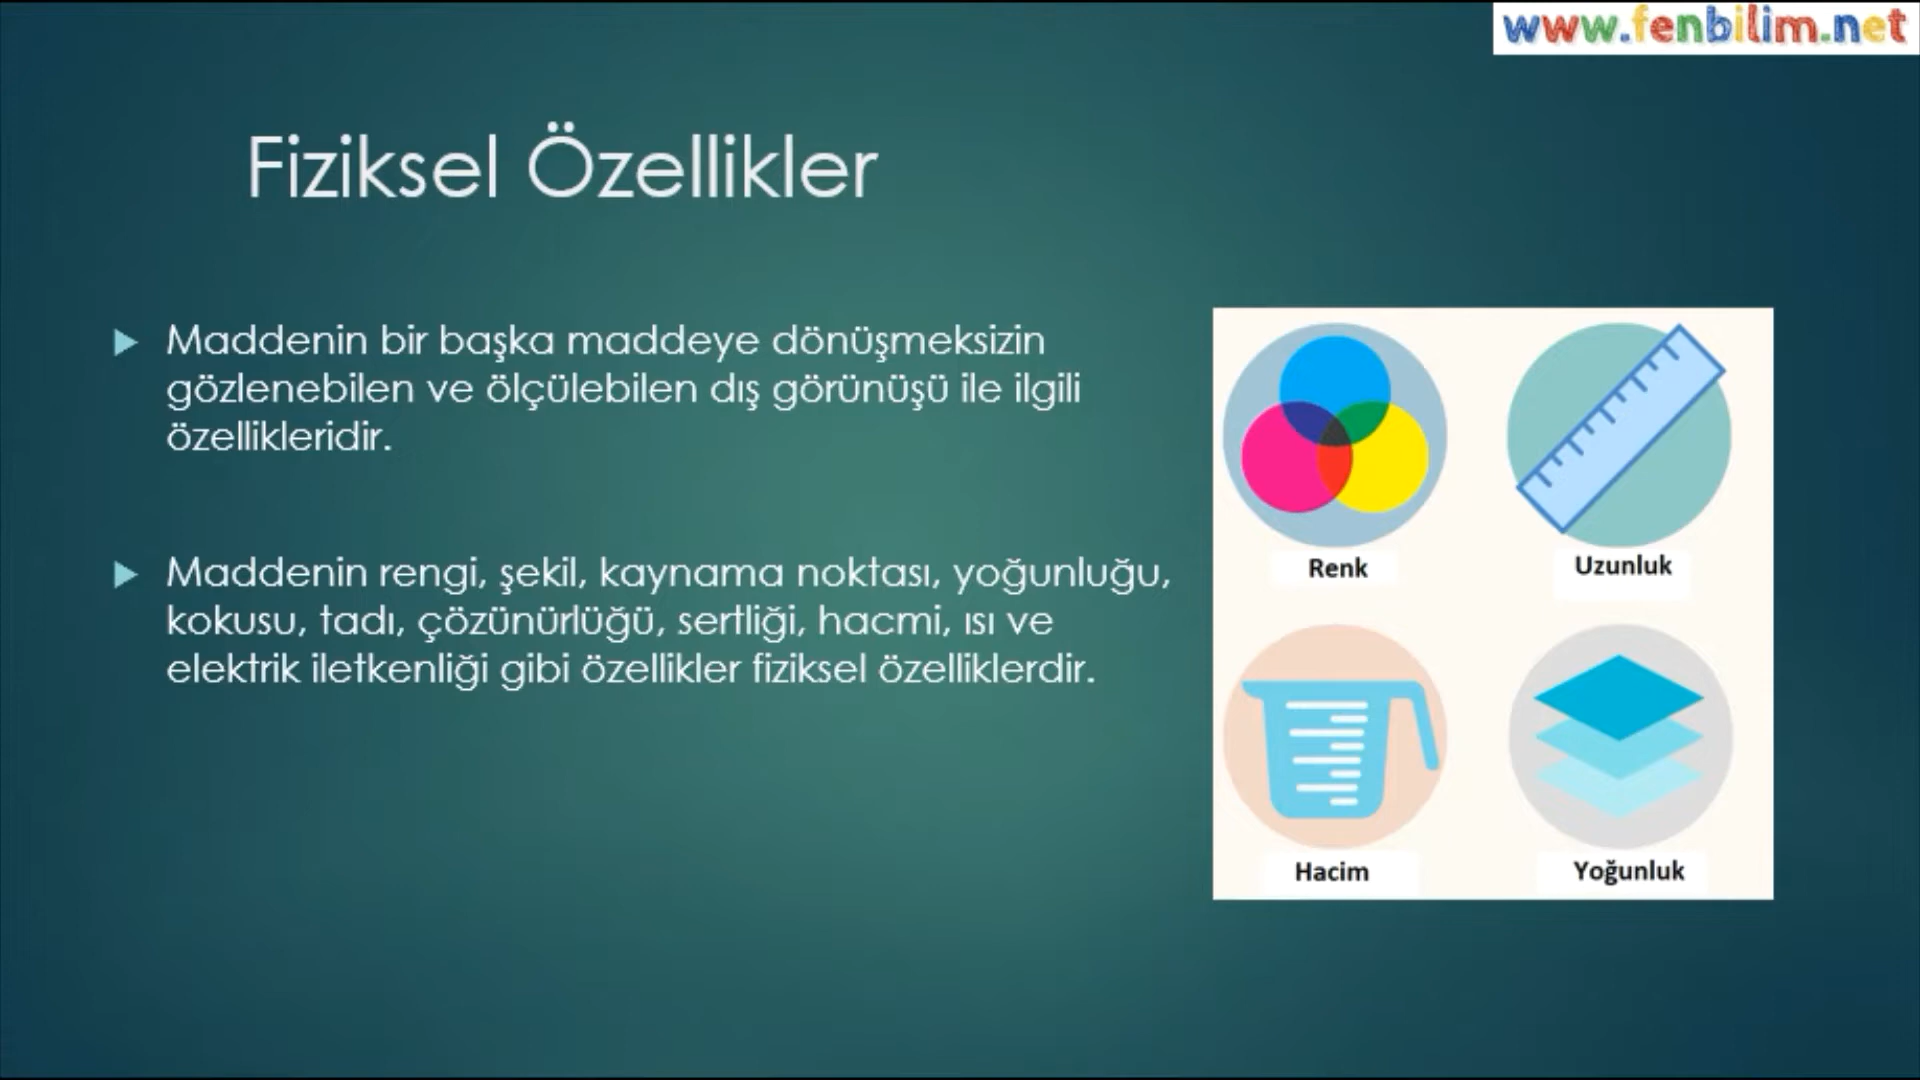 www.fenbilim.net
Fiziksel Özellikler
Maddenin bir başka maddeye dönüşmeksizin
gözlenebilen ve ölçülebilen dış görünüşü ile ilgili
özellikleridir.
Maddenin rengi, şekil, kaynama noktası, yoğunluğu,
kokusu, tadı, çözünürlüğü, sertliği, hacmi, ısı ve
elektrik iletkenliği gibi özellikler fiziksel özelliklerdir.
Renk
Uzunluk
Hacim
Yoğunluk